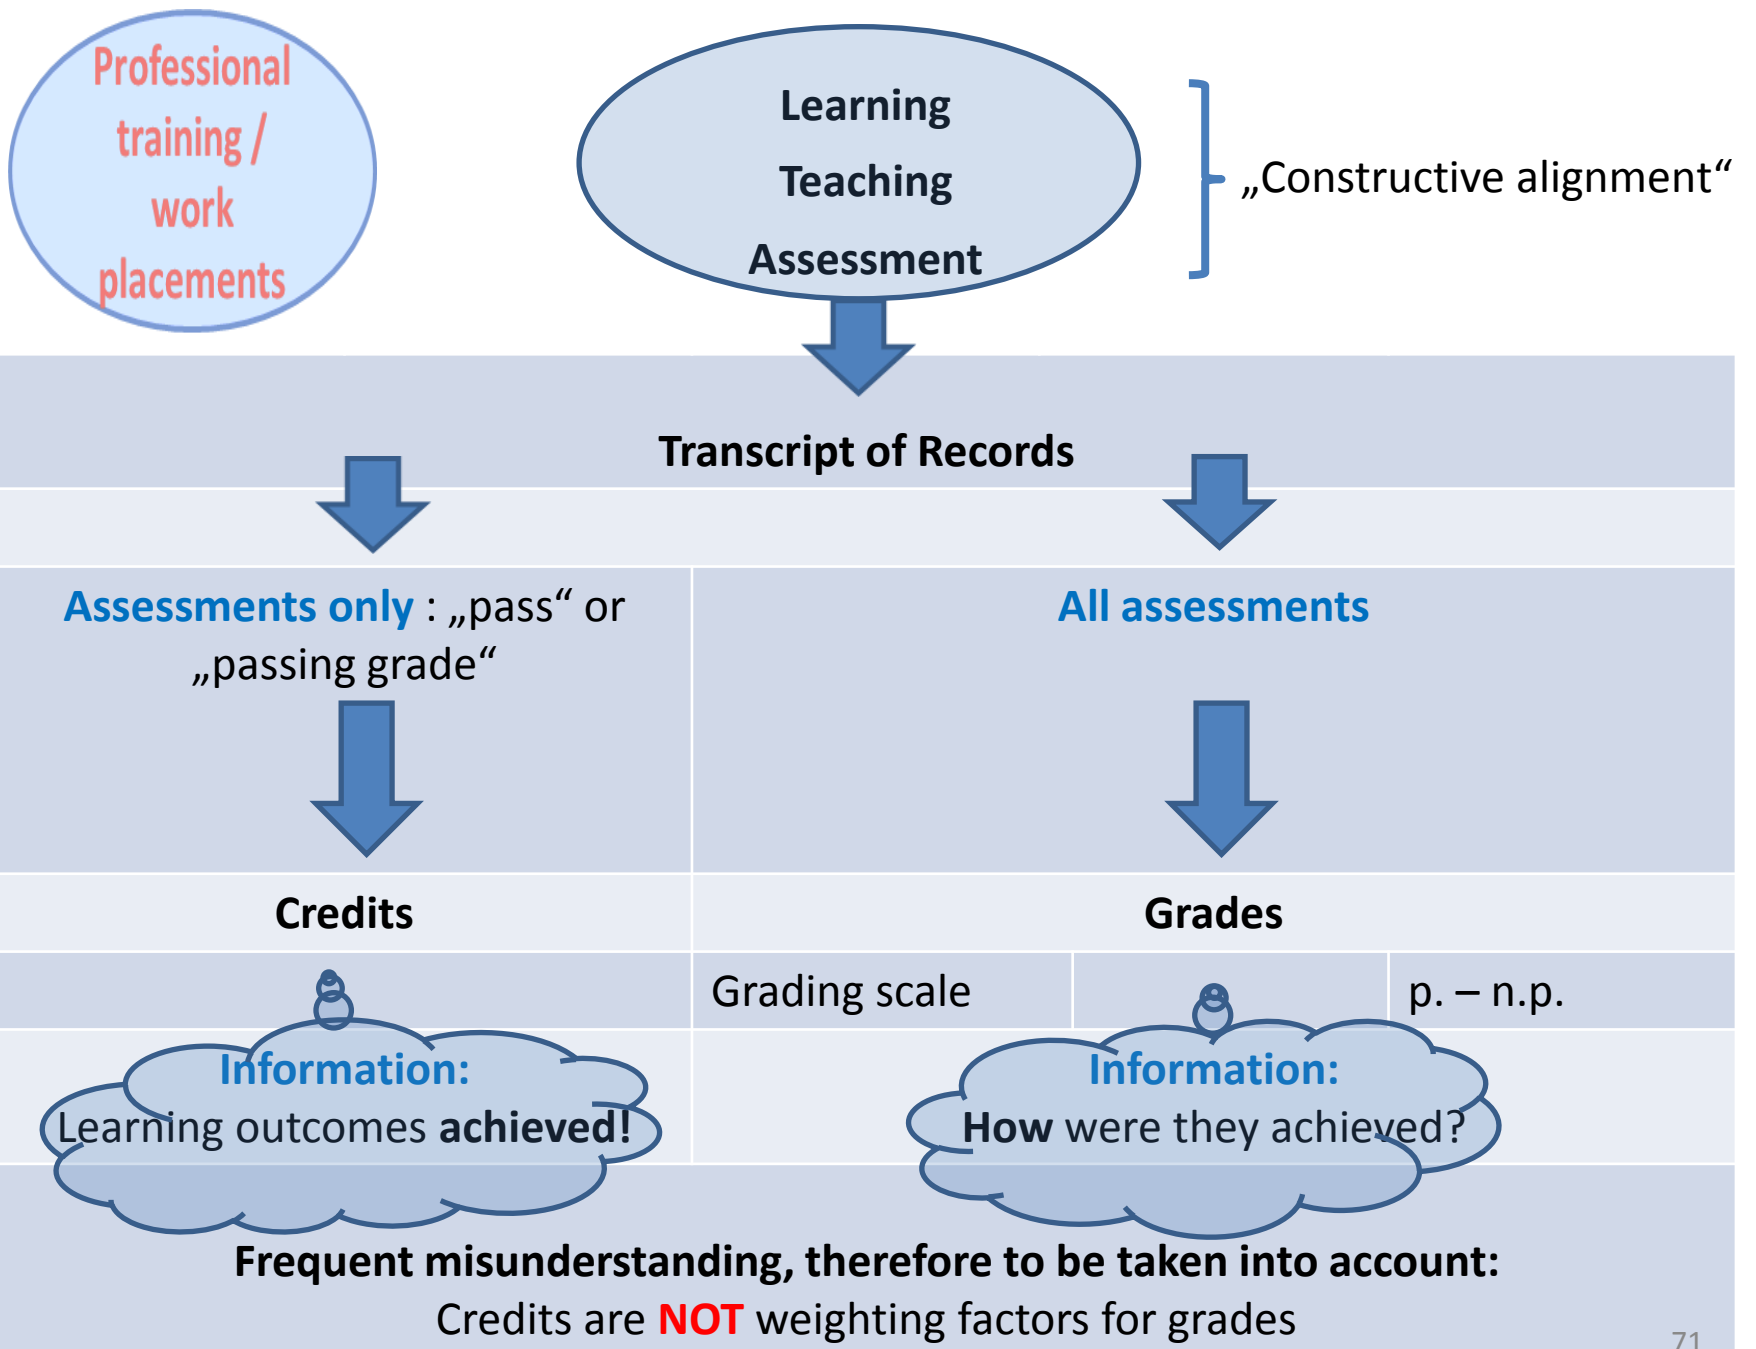 Professional
training /
work
placements
Learning
Teaching
Assessment
„Constructive alignment“
Transcript of Records
Assessments only : „pass“ or
„passing grade“
All assessments
Credits
Grades
Grading scale
p. – n.p.
Information:
Learning outcomes achieved!
Information:
How were they achieved?
Frequent misunderstanding, therefore to be taken into account:
Credits are NOT weighting factors for grades
71